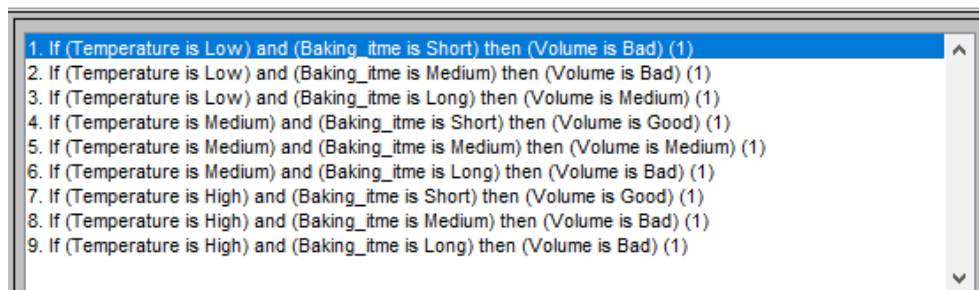 1. If (Temperature is Low) and (Baking_itme is Short) then (Volume is Bad) (1)
2. If (Temperature is Low) and (Baking_itme is Medium) then (Volume is Bad) (1)
3. If (Temperature is Low) and (Baking_itme is Long) then (Volume is Medium) (1)
4. If (Temperature is Medium) and (Baking_itme is Short) then (Volume is Good) (1)
5. If (Temperature is Medium) and (Baking_itme is Medium) then (Volume is Medium) (1)
6. If (Temperature is Medium) and (Baking_itme is Long) then (Volume is Bad) (1)
7. If (Temperature is High) and (Baking_itme is Short) then (Volume is Good) (1)
8. If (Temperature is High) and (Baking_itme is Medium) then (Volume is Bad) (1)
9. If (Temperature is High) and (Baking_itme is Long) then (Volume is Bad) (1)